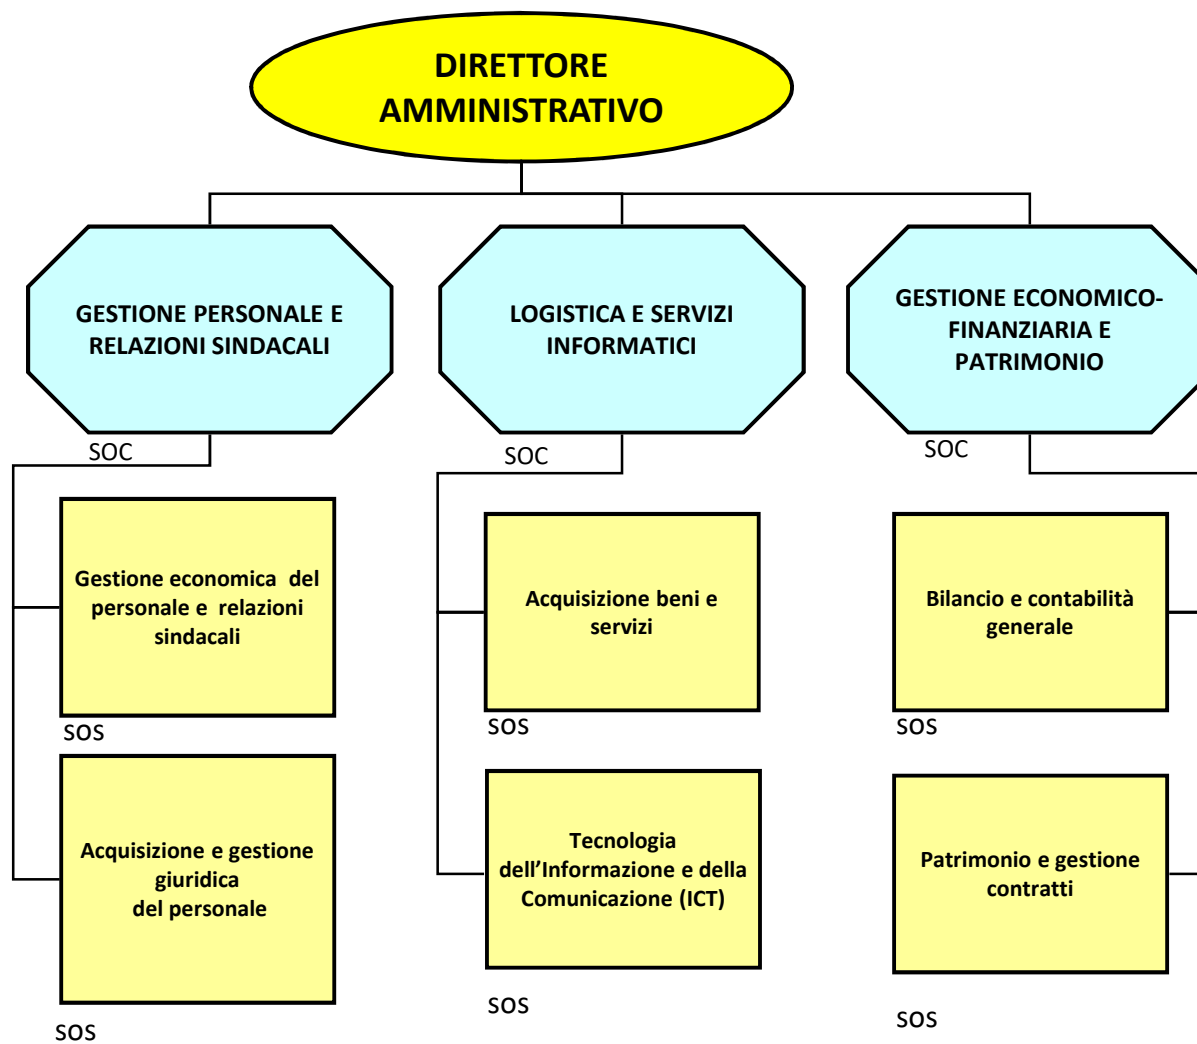 DIRETTORE
AMMINISTRATIVO
GESTIONE PERSONALE E
RELAZIONI SINDACALI
SOC
LOGISTICA E SERVIZI
INFORMATICI
SOC
GESTIONE ECONOMICO-
FINANZIARIA E
PATRIMONIO
SOC
Gestione economica del
personale e relazioni
sindacali
SOS
Acquisizione beni e
servizi
SOS
Bilancio e contabilità
generale
SOS
Acquisizione e gestione
giuridica
del personale
SOS
Tecnologia
dell’Informazione e della
Comunicazione (ICT)
SOS
Patrimonio e gestione
contratti
SOS